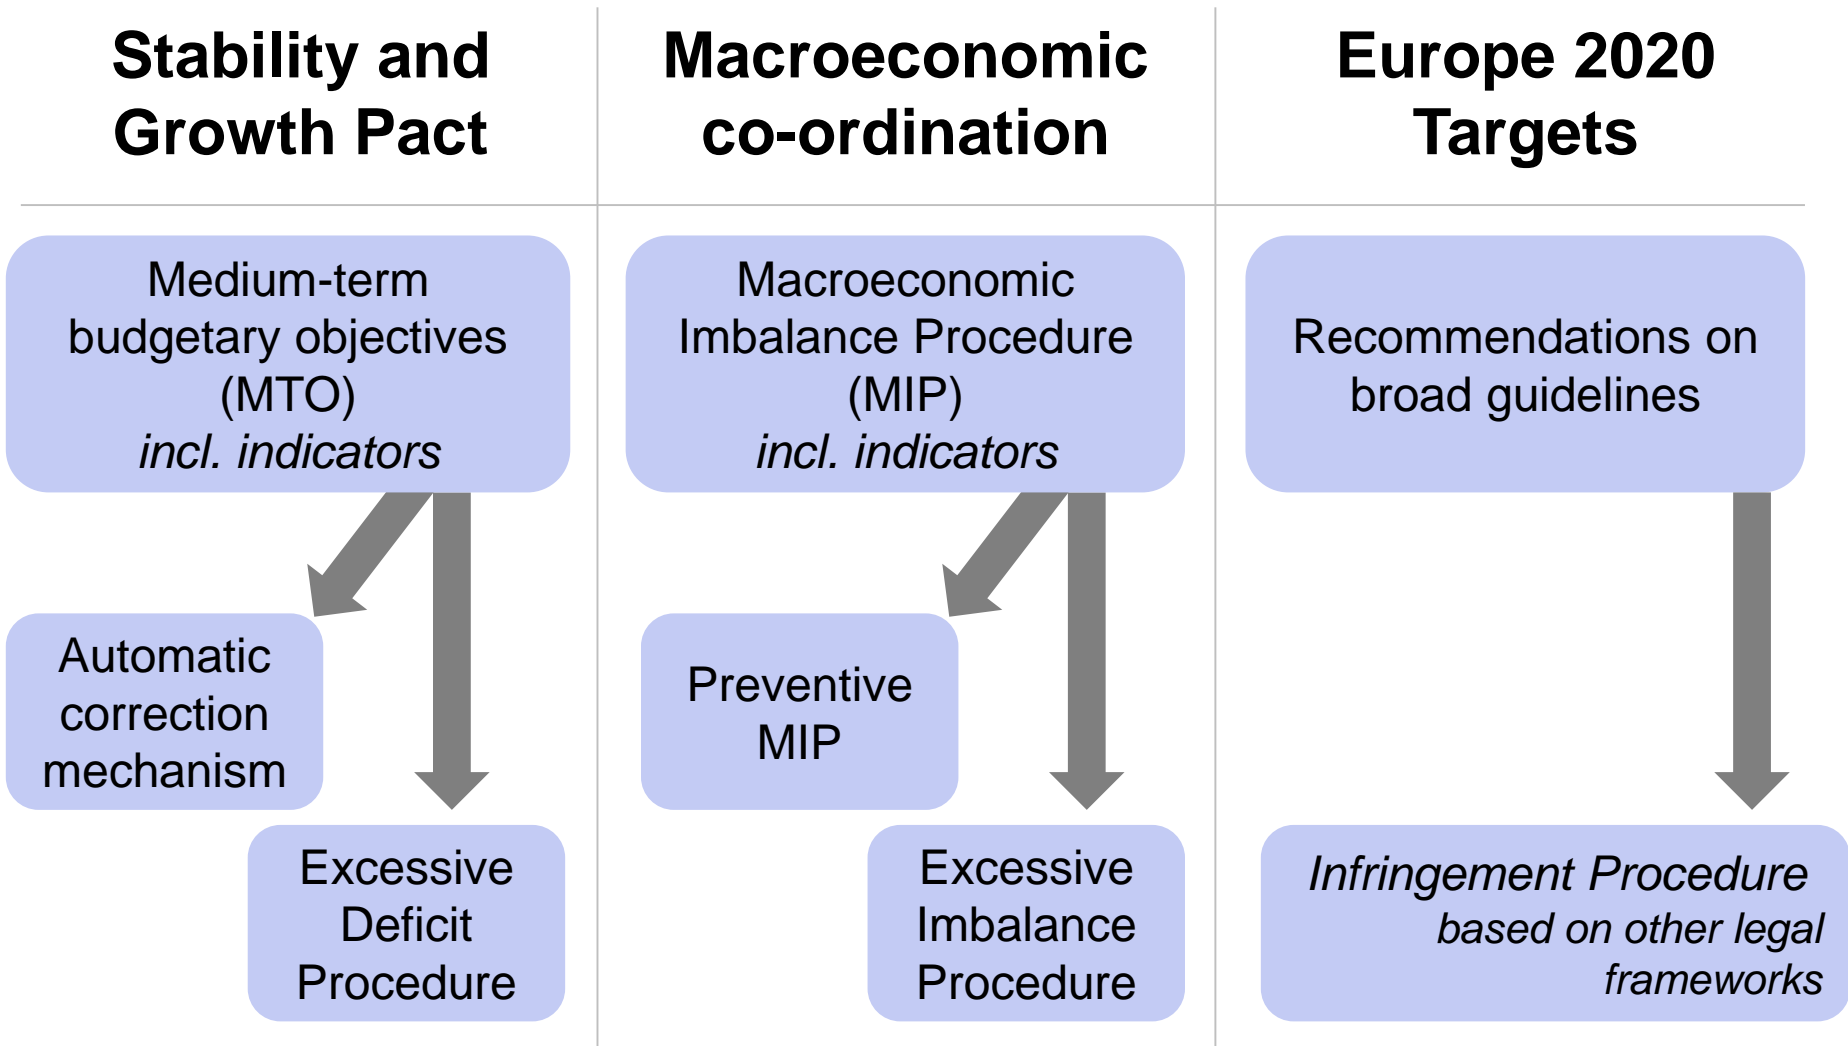 Stability and
Growth Pact
Macroeconomic
co-ordination
Europe 2020
Targets
Medium-term
budgetary objectives
(MTO)
incl. indicators
Macroeconomic
Imbalance Procedure
(MIP)
incl. indicators
Recommendations on
broad guidelines
Automatic
correction
mechanism
Preventive
MIP
Excessive
Deficit
Procedure
Excessive
Imbalance
Procedure
Infringement Procedure
based on other legal
frameworks